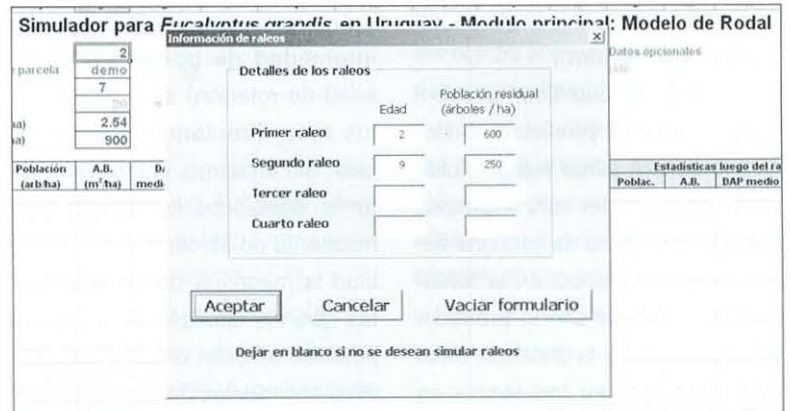 Simulador para Eucalyptus grandis en Uruguay - Modulo principal: Modelo de Rodal
Información de raleos
Datos opcionales
2
parcela demo
7
20
2.54
900
Detalles de los raleos
Edad
Población residual
(árboles / ha)
Primer raleo 2 600
Segundo raleo 9 250
Tercer raleo
Cuarto raleo
Población
(arb/ha)
A.B.
(m²/ha)
Estadísticas luego del ra
Poblac. A.B. DAP medio
Aceptar Cancelar Vaciar formulario
Dejar en blanco si no se desean simular raleos